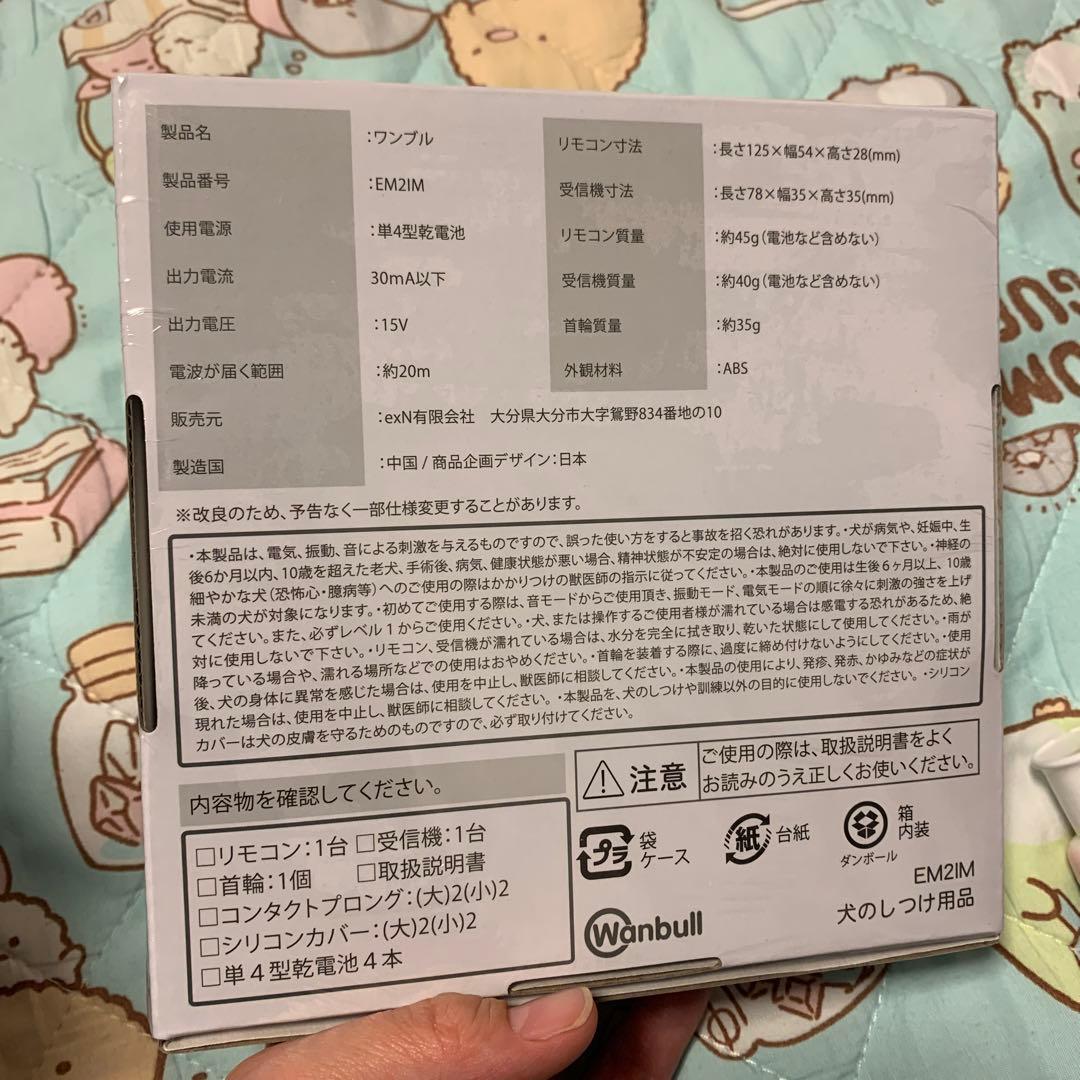 製品名 :ワンブル
製品番号 :EM2IM
使用電源 :単4型乾電池
出力電流 30mA以下
出力電圧 :15V
電波が届く範囲 :約20m
販売元 :exN有限会社 大分県大分市大字鴛野834番地の10
製造国 :中国 / 商品企画デザイン:日本
リモコン寸法 :長さ125×幅54×高さ28(mm)
受信機寸法 :長さ78×幅35×高さ35(mm)
リモコン質量 :約45g(電池など含めない)
受信機質量 :約40g(電池など含めない)
首輪質量 :約35g
外観材料 :ABS
※改良のため、予告なく一部仕様変更することがあります。
・本製品は、電気、振動、音による刺激を与えるものですので、誤った使い方をすると事故を招く恐れがあります。・犬が病気や、妊娠中、生
後6か月以内、10歳を超えた老犬、手術後、病気、健康状態が悪い場合、精神状態が不安定の場合は、絶対に使用しないで下さい。・神経の
細やかな犬(恐怖心・臆病等)へのご使用の際はかかりつけの獣医師の指示に従ってください。・本製品のご使用は生後6ヶ月以上、10歳
未満の犬が対象になります。・初めてご使用する際は、音モードからご使用頂き、振動モード、電気モードの順に徐々に刺激の強さを上げ
てください。また、必ずレベル1からご使用ください。・犬、または操作するご使用者様が濡れている場合は感電する恐れがあるため、絶
対に使用しないで下さい。・リモコン、受信機が濡れている場合は、水分を完全に拭き取り、乾いた状態にして使用してください。・雨が
降っている場合や、濡れる場所などでの使用はおやめください。・首輪を装着する際に、過度に締め付けないようにしてください。・使用
後、犬の身体に異常を感じた場合は、使用を中止し、獣医師に相談してください。・本製品の使用により、発疹、発赤、かゆみなどの症状が
現れた場合は、使用を中止し、獣医師に相談してください。・本製品を、犬のしつけや訓練以外の目的に使用しないでください。・シリコン
カバーは犬の皮膚を守るためのものですので、必ず取り付けてください。
内容物を確認してください。
□リモコン:1台 □受信機:1台
□首輪:1個 □取扱説明書
□コンタクトプロング:(大)2(小)2
□シリコンカバー:(大)2(小)2
□単4型乾電池4本
注意
ご使用の際は、取扱説明書をよく
お読みのうえ正しくお使いください。
プラ 袋
ケース
紙 台紙
箱
内装
ダンボール
Wanbull
EM2IM
犬のしつけ用品